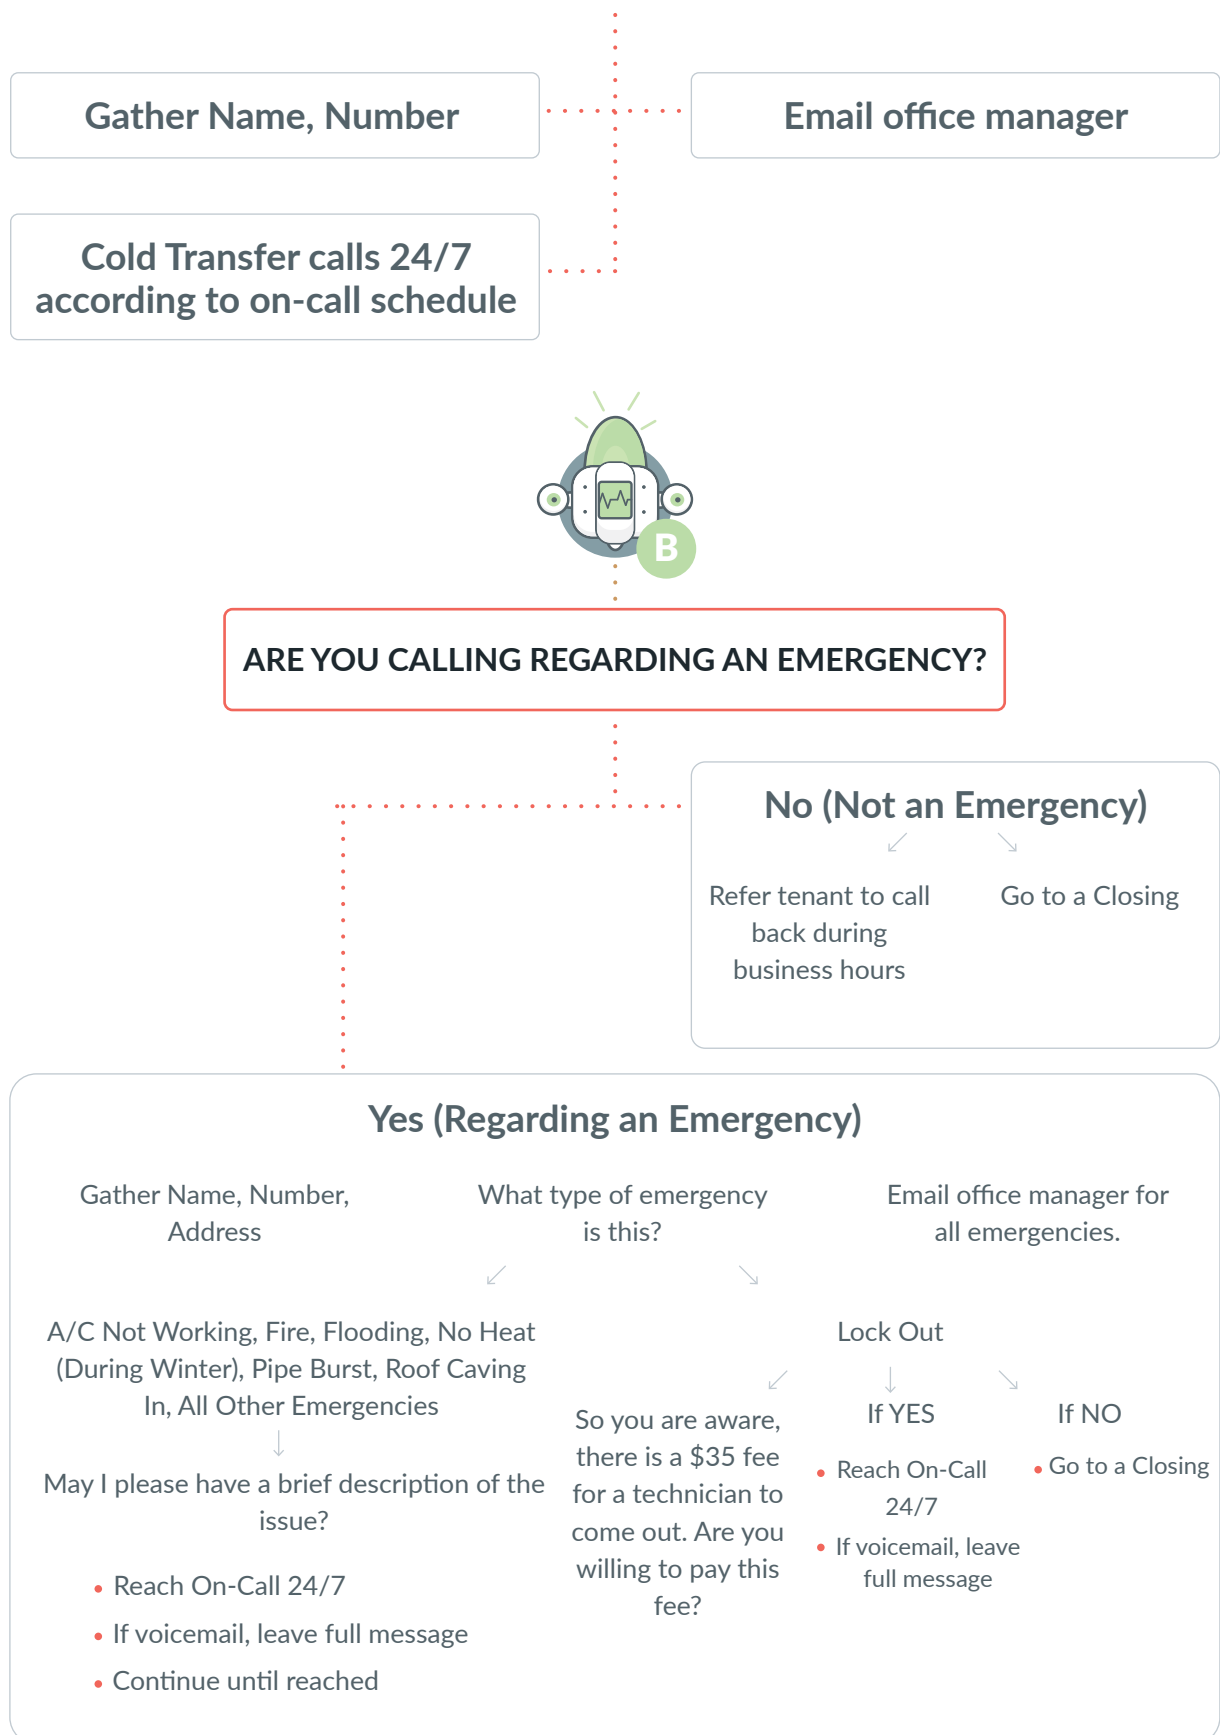 Gather Name, Number
Email office manager
Cold Transfer calls 24/7
according to on-call schedule
B
ARE YOU CALLING REGARDING AN EMERGENCY?
No (Not an Emergency)
Refer tenant to call
back during
business hours
Go to a Closing
Yes (Regarding an Emergency)
Gather Name, Number,
Address
What type of emergency
is this?
Email office manager for
all emergencies.
A/C Not Working, Fire, Flooding, No Heat
(During Winter), Pipe Burst, Roof Caving
In, All Other Emergencies
May I please have a brief description of the
issue?
• Reach On-Call 24/7
• If voicemail, leave full message
• Continue until reached
Lock Out
So you are aware,
there is a $35 fee
for a technician to
come out. Are you
willing to pay this
fee?
If YES
• Reach On-Call
24/7
• If voicemail, leave
full message
If NO
• Go to a Closing